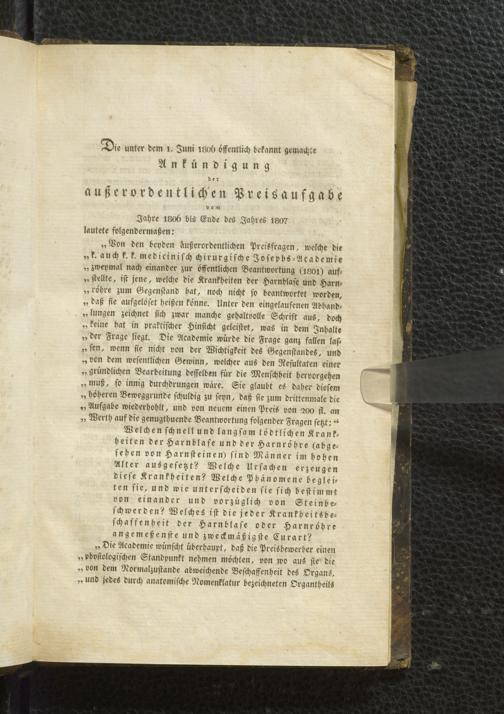 Die unter dem 1. Juni 1806 öffentlich bekannt gemachte
Ankündigung
der
außerordentlichen Preisaufgabe
vom
Jahre 1806 bis Ende des Jahres 1807
lautete folgendermaßen:
„Von den beyden äußerordentlichen Preisfragen, welche die
„k. auch k. k. medicinisch chirurgische Josephs-Academie
„zweymal nach einander zur öffentlichen Beantwortung (1801) auf-
„stellte, ist jene, welche die Krankheiten der Harnblase und Harn-
„röhre zum Gegenstand hat, noch nicht so beantwortet worden,
„daß sie aufgelöset heißen könne. Unter den eingelaufenen Abhand-
„lungen zeichnet sich zwar manche gehaltvolle Schrift aus, doch
„keine hat in praktischer Hinsicht geleistet, was in dem Inhalte
„der Frage liegt. Die Academie würde die Frage ganz fallen las-
„sen, wenn sie nicht von der Wichtigkeit des Gegenstandes, und
„von dem wesentlichen Gewinn, welcher aus den Resultaten einer
„gründlichen Bearbeitung desselben für die Menschheit hervorgehen
„muß, so innig durchdrungen wäre. Sie glaubt es daher diesem
„höheren Beweggrunde schuldig zu seyn, daß sie zum drittenmale die
„Aufgabe wiederhohlt, und von neuem einen Preis von 200 fl. an
„Werth auf die genugthuende Beantwortung folgender Fragen setzt:“
Welchen schnell und langsam tödtlichen Krank-
heiten der Harnblase und der Harnröhre (abge-
sehen von Harnsteinen) sind Männer im hohen
Alter ausgesetzt? Welche Ursachen erzeugen
diese Krankheiten? Welche Phänomene beglei-
ten sie, und wie unterscheiden sie sich bestimmt
von einander und vorzüglich von Steinbe-
schwerden? Welches ist die jeder Krankheitsbe-
schaffenheit der Harnblase oder Harnröhre
angemessenste und zweckmäßigste Curart?
„Die Academie wünscht überhaupt, daß die Preisbewerber einen
„physiologischen Standpunkt nehmen möchten, von wo aus sie die
„von dem Normalzustande abweichende Beschaffenheit des Organs,
„und jedes durch anatomische Nomenklatur bezeichneten Organtheils